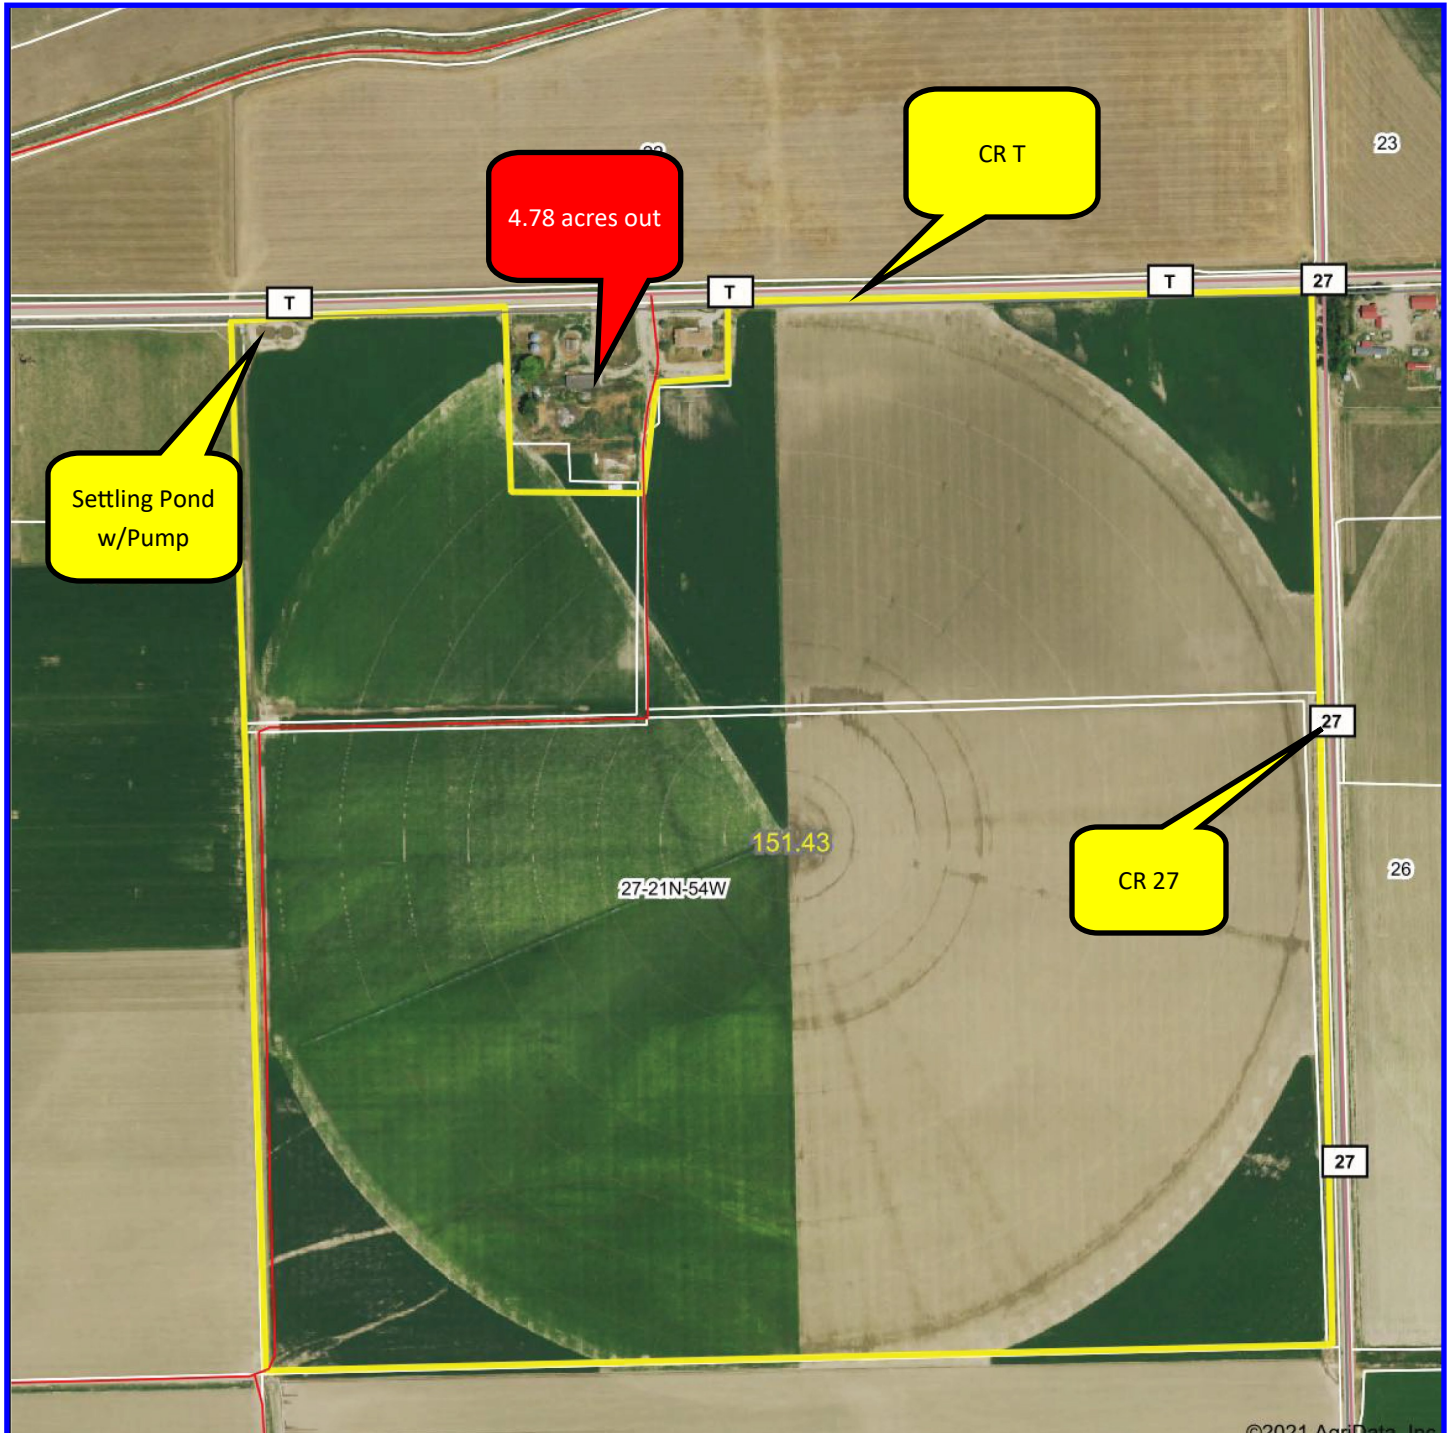 CR T
23
4.78 acres out
T
T
T
27
Settling Pond
w/Pump
27
151.43
27-21N-54W
CR 27
26
27
©2021 AgriData, Inc.